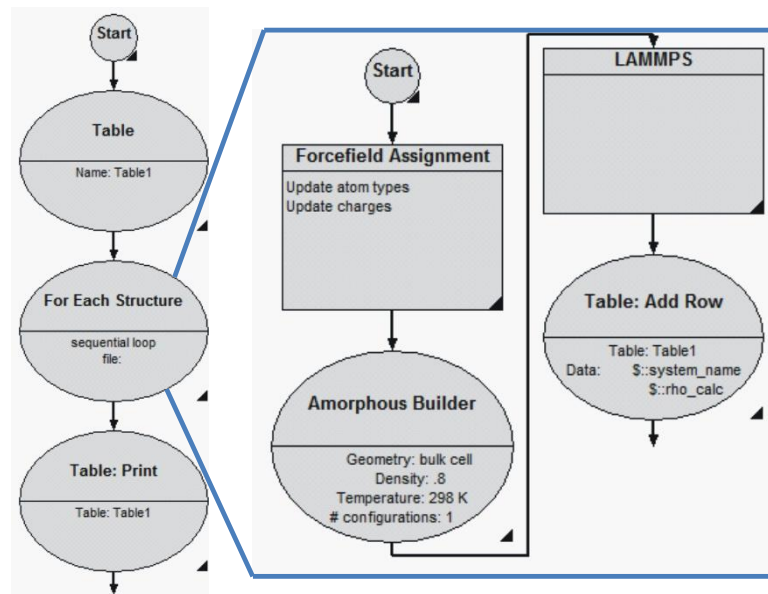 Start
Table
Name: Table1
For Each Structure
sequential loop
file:
Table: Print
Table: Table1
Start
Forcefield Assignment
Update atom types
Update charges
Amorphous Builder
Geometry: bulk cell
Density: .8
Temperature: 298 K
# configurations: 1
LAMMPS
Table: Add Row
Table: Table1
Data: $::system_name
$::rho_calc